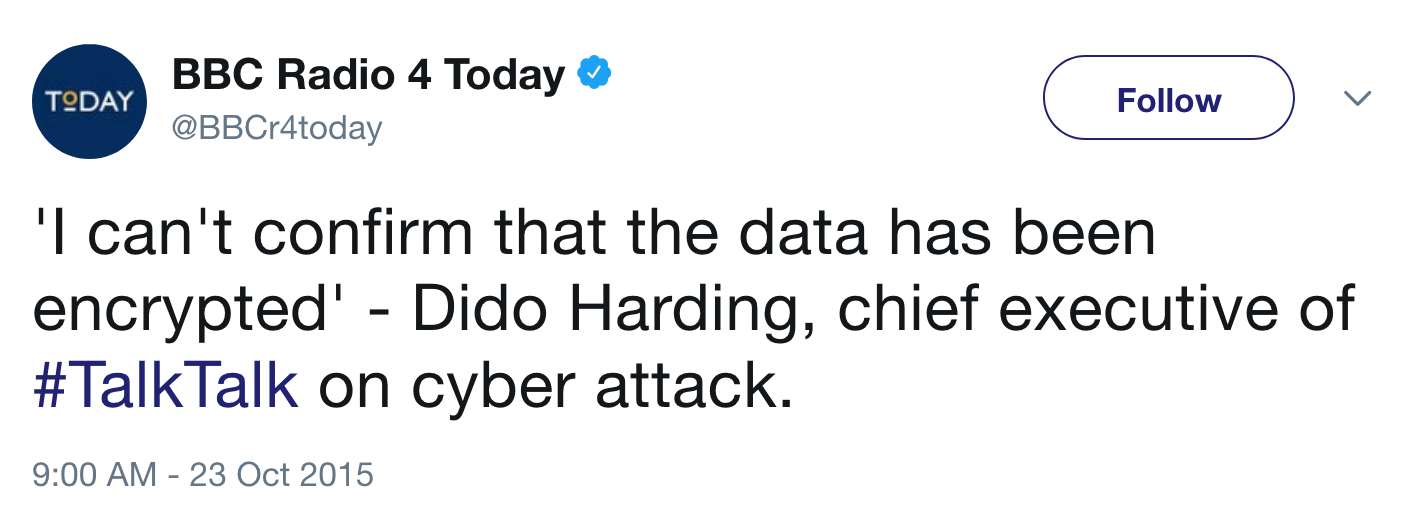 TODAY
BBC Radio 4 Today
@BBCr4today
Follow
'I can't confirm that the data has been
encrypted' - Dido Harding, chief executive of
#TalkTalk on cyber attack.
9:00 AM - 23 Oct 2015